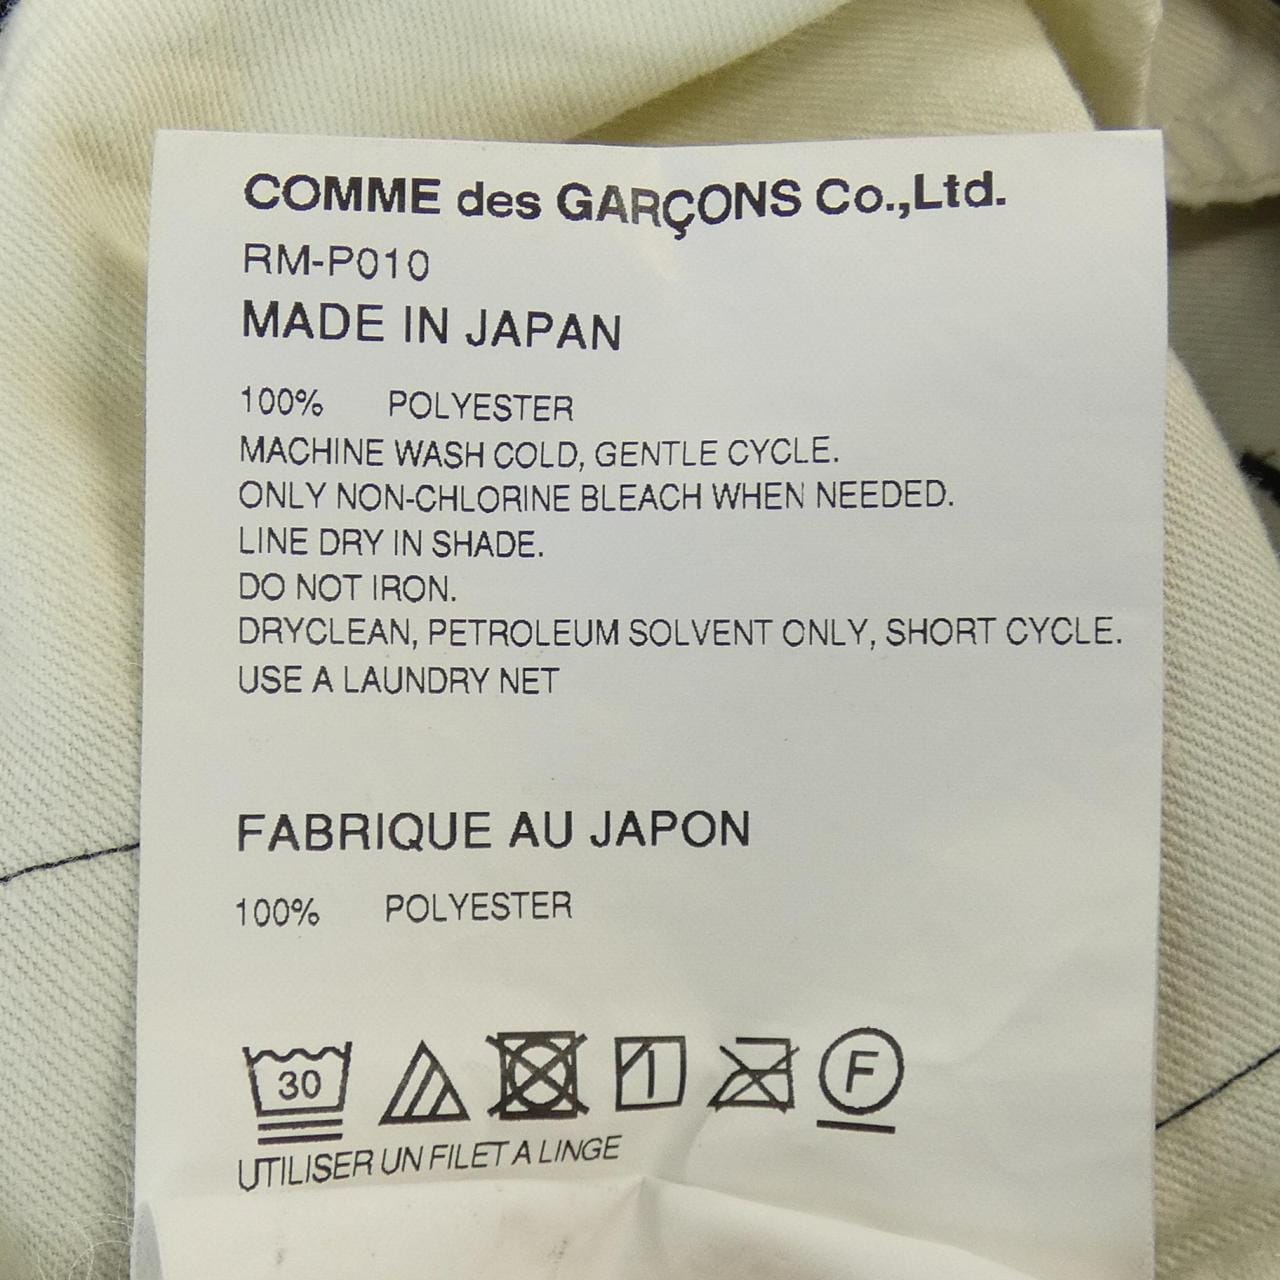 COMME des GARÇONS Co.,Ltd.
RM-P010
MADE IN JAPAN
100% POLYESTER
MACHINE WASH COLD, GENTLE CYCLE.
ONLY NON-CHLORINE BLEACH WHEN NEEDED.
LINE DRY IN SHADE.
DO NOT IRON.
DRYCLEAN, PETROLEUM SOLVENT ONLY, SHORT CYCLE.
USE A LAUNDRY NET
FABRIQUE AU JAPON
100% POLYESTER
30 F
UTILISER UN FILET A LINGE